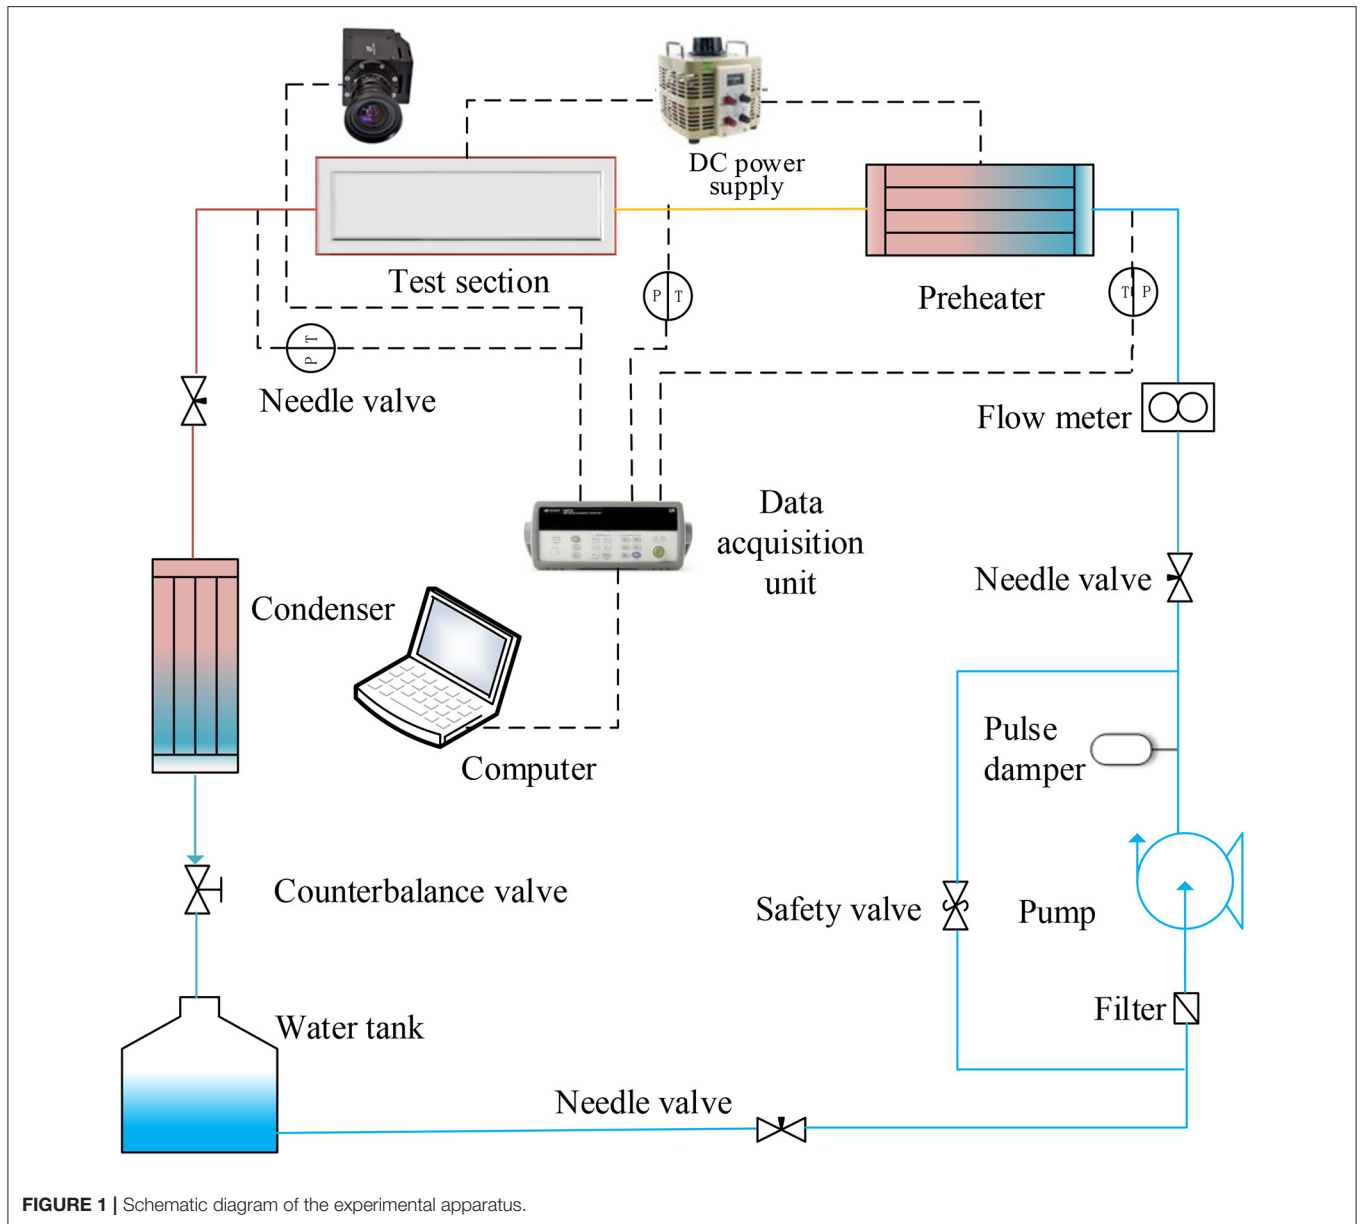 DC power
supply
Test section
P T
Preheater
T P
P T
Needle valve
Flow meter
Data
acquisition
unit
Needle valve
Condenser
Pulse
damper
Computer
Counterbalance valve
Safety valve
Pump
Filter
Water tank
Needle valve
FIGURE 1 | Schematic diagram of the experimental apparatus.